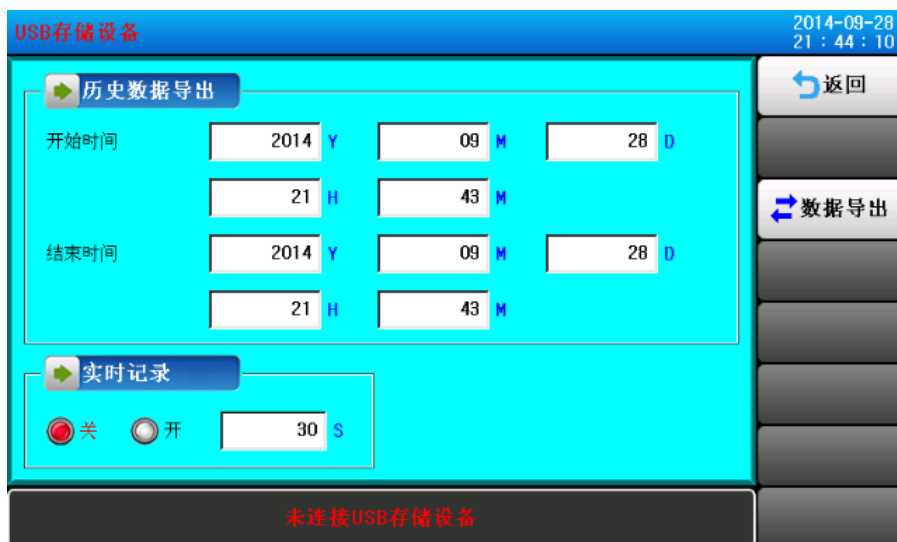 USB存储设备
2014-09-28
21 : 44 : 10
历史数据导出
返回
开始时间 2014 Y 09 M 28 D
21 H 43 M
数据导出
结束时间 2014 Y 09 M 28 D
21 H 43 M
实时记录
关 开 30 S
未连接USB存储设备